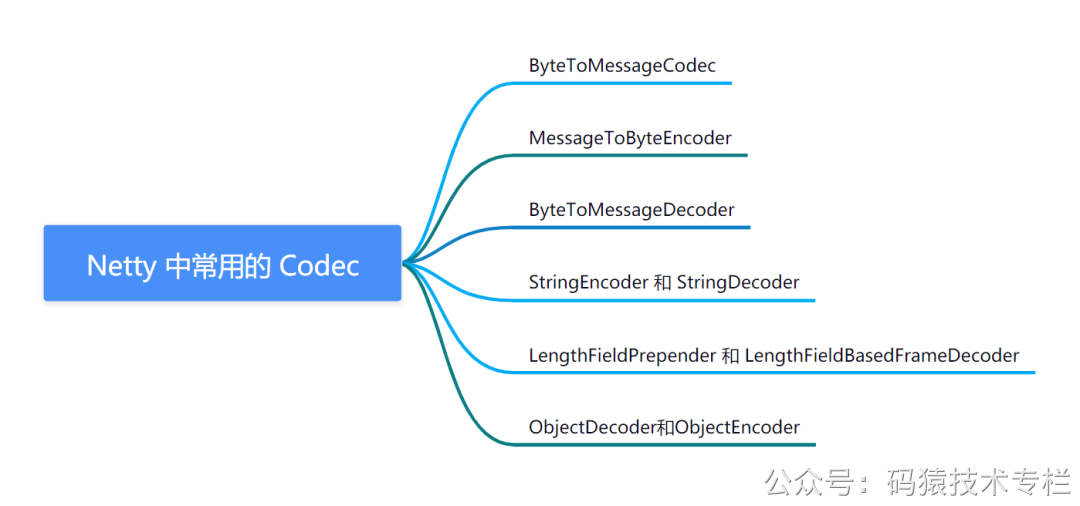 ByteToMessageCodec
MessageToByteEncoder
ByteToMessageDecoder
Netty 中常用的 Codec
StringEncoder 和 StringDecoder
LengthFieldPrepender 和 LengthFieldBasedFrameDecoder
ObjectDecoder和ObjectEncoder
公众号：码猿技术专栏